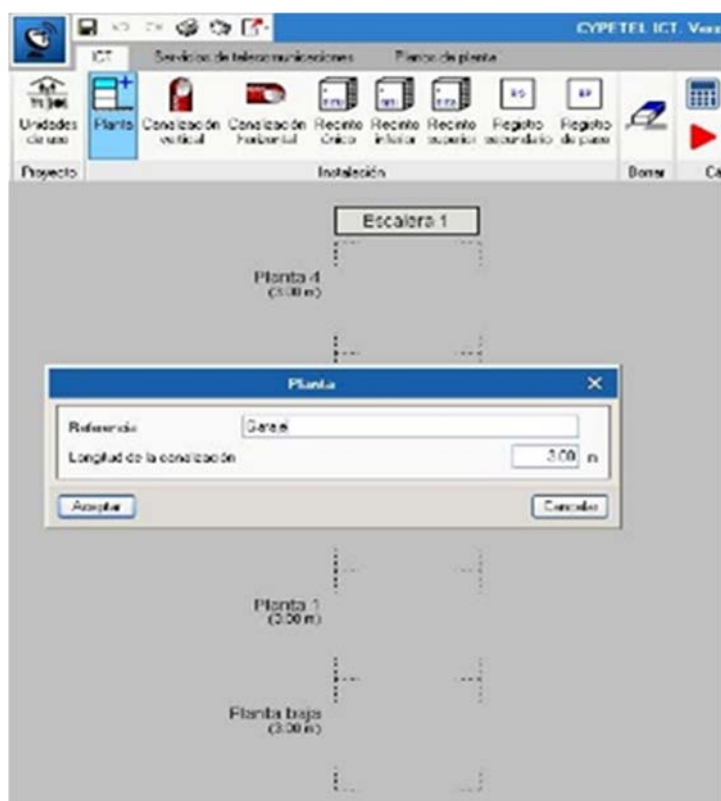 CYPETEL ICT.
ICT Servicios de telecomunicaciones Planos de planta
Unidades de uso
Planta
Canalización vertical
Canalización horizontal
Recinto único
Recinto inferior
Recinto superior
RS
Registro secundario
RP
Registro de paso
Proyecto Instalación Borrar
Escalera 1
Planta 4
(3.00 m)
Planta
Referencia
Longitud de la canalización 3.00 m
Aceptar Cancelar
Planta 1
(3.00 m)
Planta baja
(3.00 m)